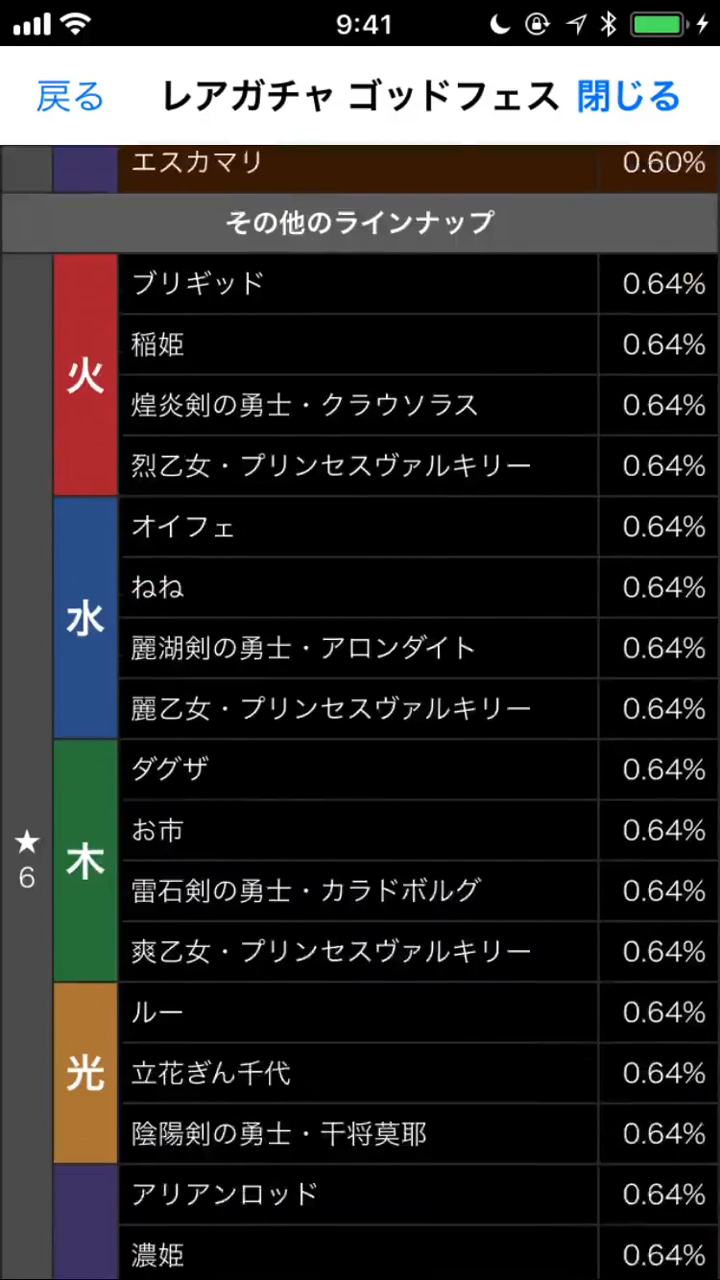 9:41
戻る レアガチャ ゴッドフェス 閉じる
エスカマリ 0.60%
その他のラインナップ
★6
火
ブリギッド 0.64%
稲姫 0.64%
煌炎剣の勇士・クラウソラス 0.64%
烈乙女・プリンセスヴァルキリー 0.64%
水
オイフェ 0.64%
ねね 0.64%
麗湖剣の勇士・アロンダイト 0.64%
麗乙女・プリンセスヴァルキリー 0.64%
木
ダグザ 0.64%
お市 0.64%
雷石剣の勇士・カラドボルグ 0.64%
爽乙女・プリンセスヴァルキリー 0.64%
光
ルー 0.64%
立花ぎん千代 0.64%
陰陽剣の勇士・干将莫耶 0.64%
アリアンロッド 0.64%
濃姫 0.64%